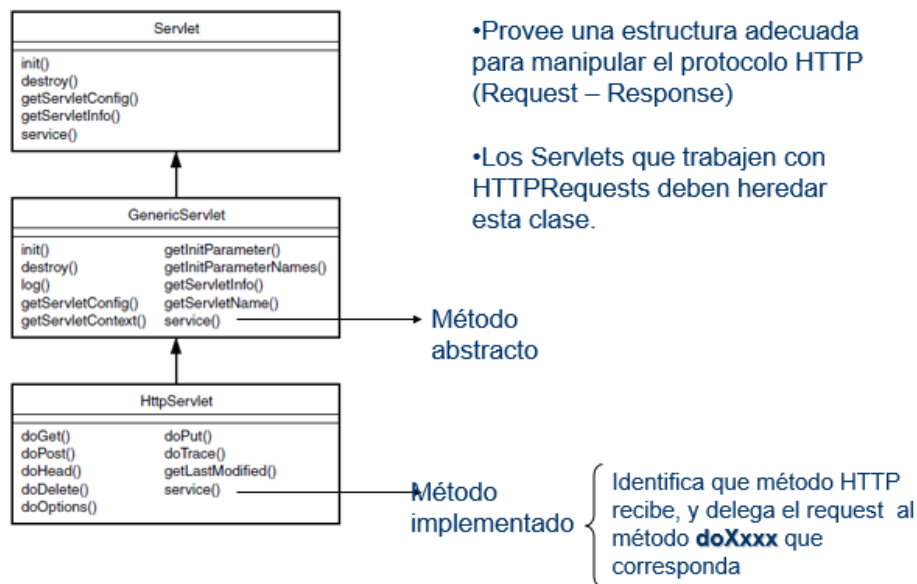 Servlet
init()
destroy()
getServletConfig()
getServletInfo()
service()
•Provee una estructura adecuada
para manipular el protocolo HTTP
(Request – Response)
•Los Servlets que trabajen con
HTTPRequests deben heredar
esta clase.
GenericServlet
init() getInitParameter()
destroy() getInitParameterNames()
log() getServletInfo()
getServletConfig() getServletName()
getServletContext() service()
Método
abstracto
HttpServlet
doGet() doPut()
doPost() doTrace()
doHead() getLastModified()
doDelete() service()
doOptions()
Método
implementado
Identifica que método HTTP
recibe, y delega el request al
método doXxxx que
corresponda